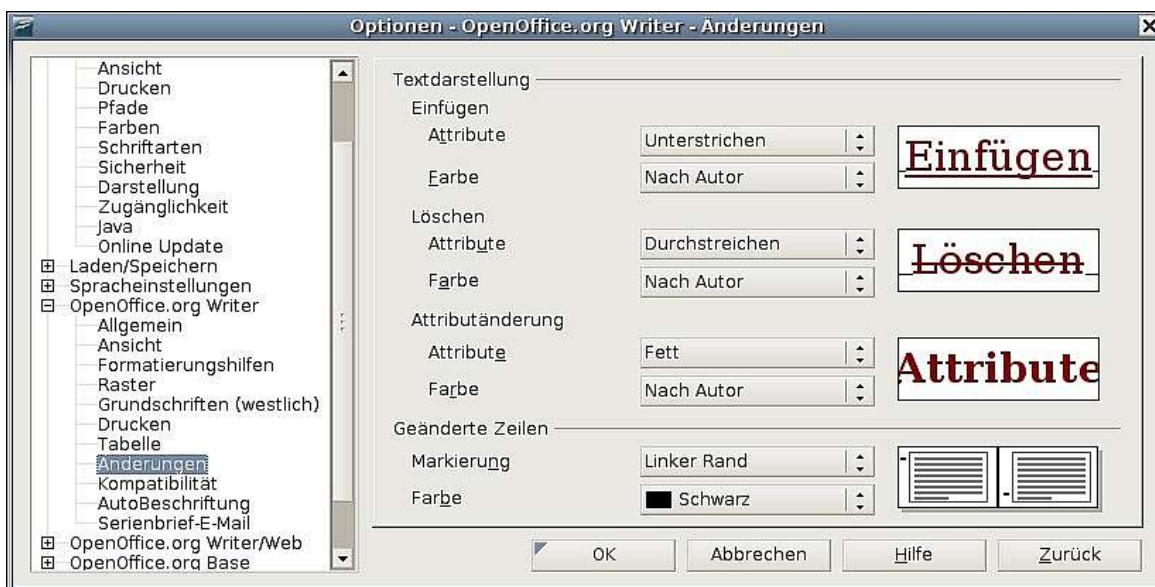 Optionen - OpenOffice.org Writer - Änderungen
Ansicht
Drucken
Pfade
Farben
Schriftarten
Sicherheit
Darstellung
Zugänglichkeit
Java
Online Update
Laden/Speichern
Spracheinstellungen
OpenOffice.org Writer
Allgemein
Ansicht
Formatierungshilfen
Raster
Grundschriften (westlich)
Drucken
Tabelle
Änderungen
Kompatibilität
AutoBeschriftung
Serienbrief-E-Mail
OpenOffice.org Writer/Web
OpenOffice.org Base
Textdarstellung
Einfügen
Attribute Unterstrichen Einfügen
Farbe Nach Autor
Löschen
Attribute Durchstreichen Löschen
Farbe Nach Autor
Attributänderung
Attribute Fett Attribute
Farbe Nach Autor
Geänderte Zeilen
Markierung Linker Rand
Farbe Schwarz
OK Abbrechen Hilfe Zurück